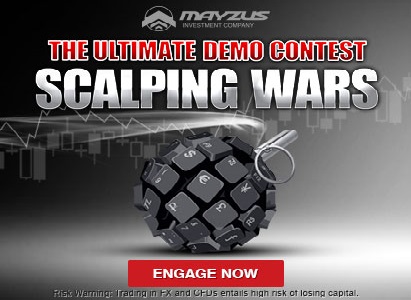 MAYZUS
INVESTMENT COMPANY
THE ULTIMATE DEMO CONTEST
SCALPING WARS
$
€
ENGAGE NOW
Risk Warning: Trading in FX and CFDs entails high risk of losing capital.